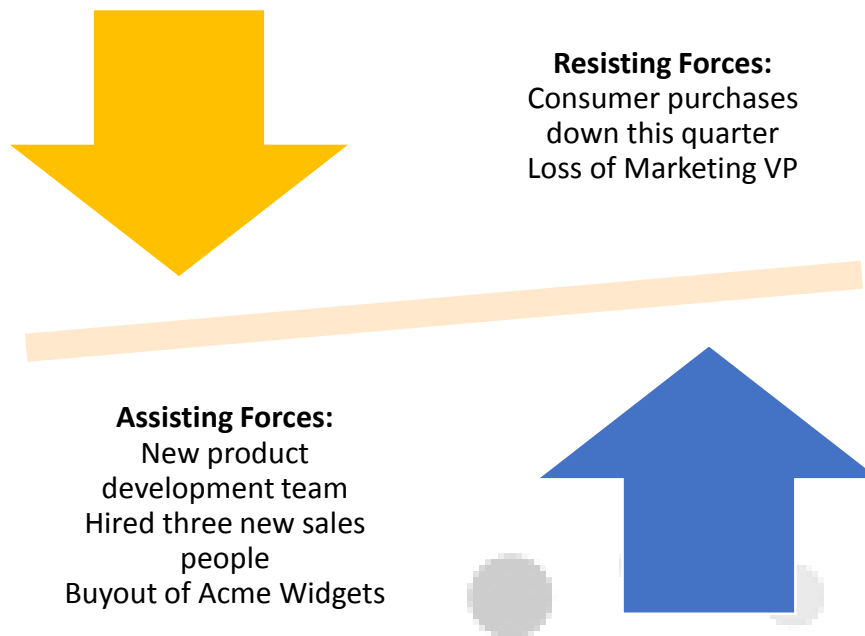 Resisting Forces:
Consumer purchases
down this quarter
Loss of Marketing VP
Assisting Forces:
New product
development team
Hired three new sales
people
Buyout of Acme Widgets